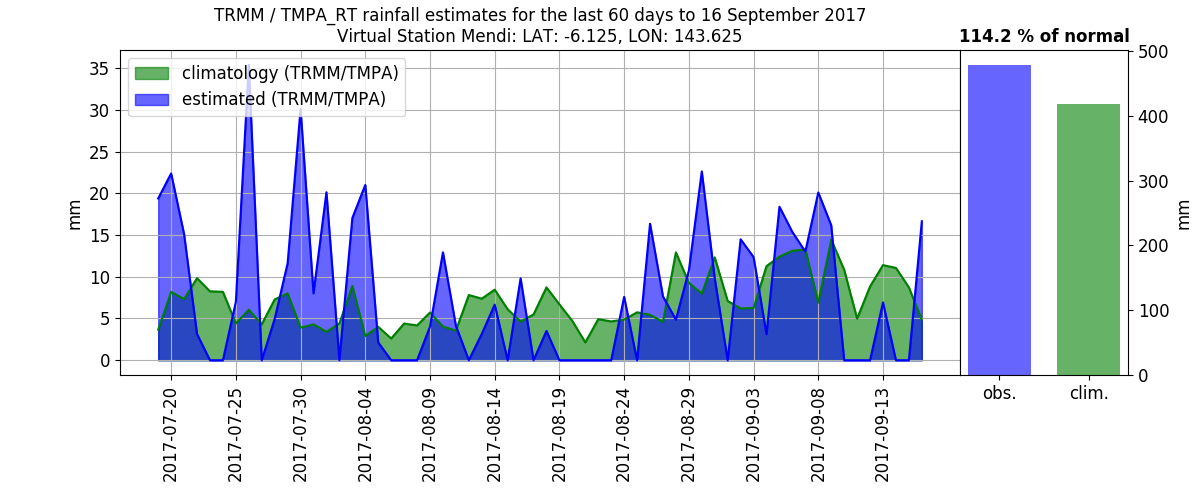 TRMM / TMPA_RT rainfall estimates for the last 60 days to 16 September 2017
Virtual Station Mendi: LAT: -6.125, LON: 143.625
114.2 % of normal
climatology (TRMM/TMPA)
estimated (TRMM/TMPA)
mm
35
30
25
20
15
10
5
0
2017-07-20
2017-07-25
2017-07-30
2017-08-04
2017-08-09
2017-08-14
2017-08-19
2017-08-24
2017-08-29
2017-09-03
2017-09-08
2017-09-13
500
400
300
200
100
0
mm
obs.
clim.